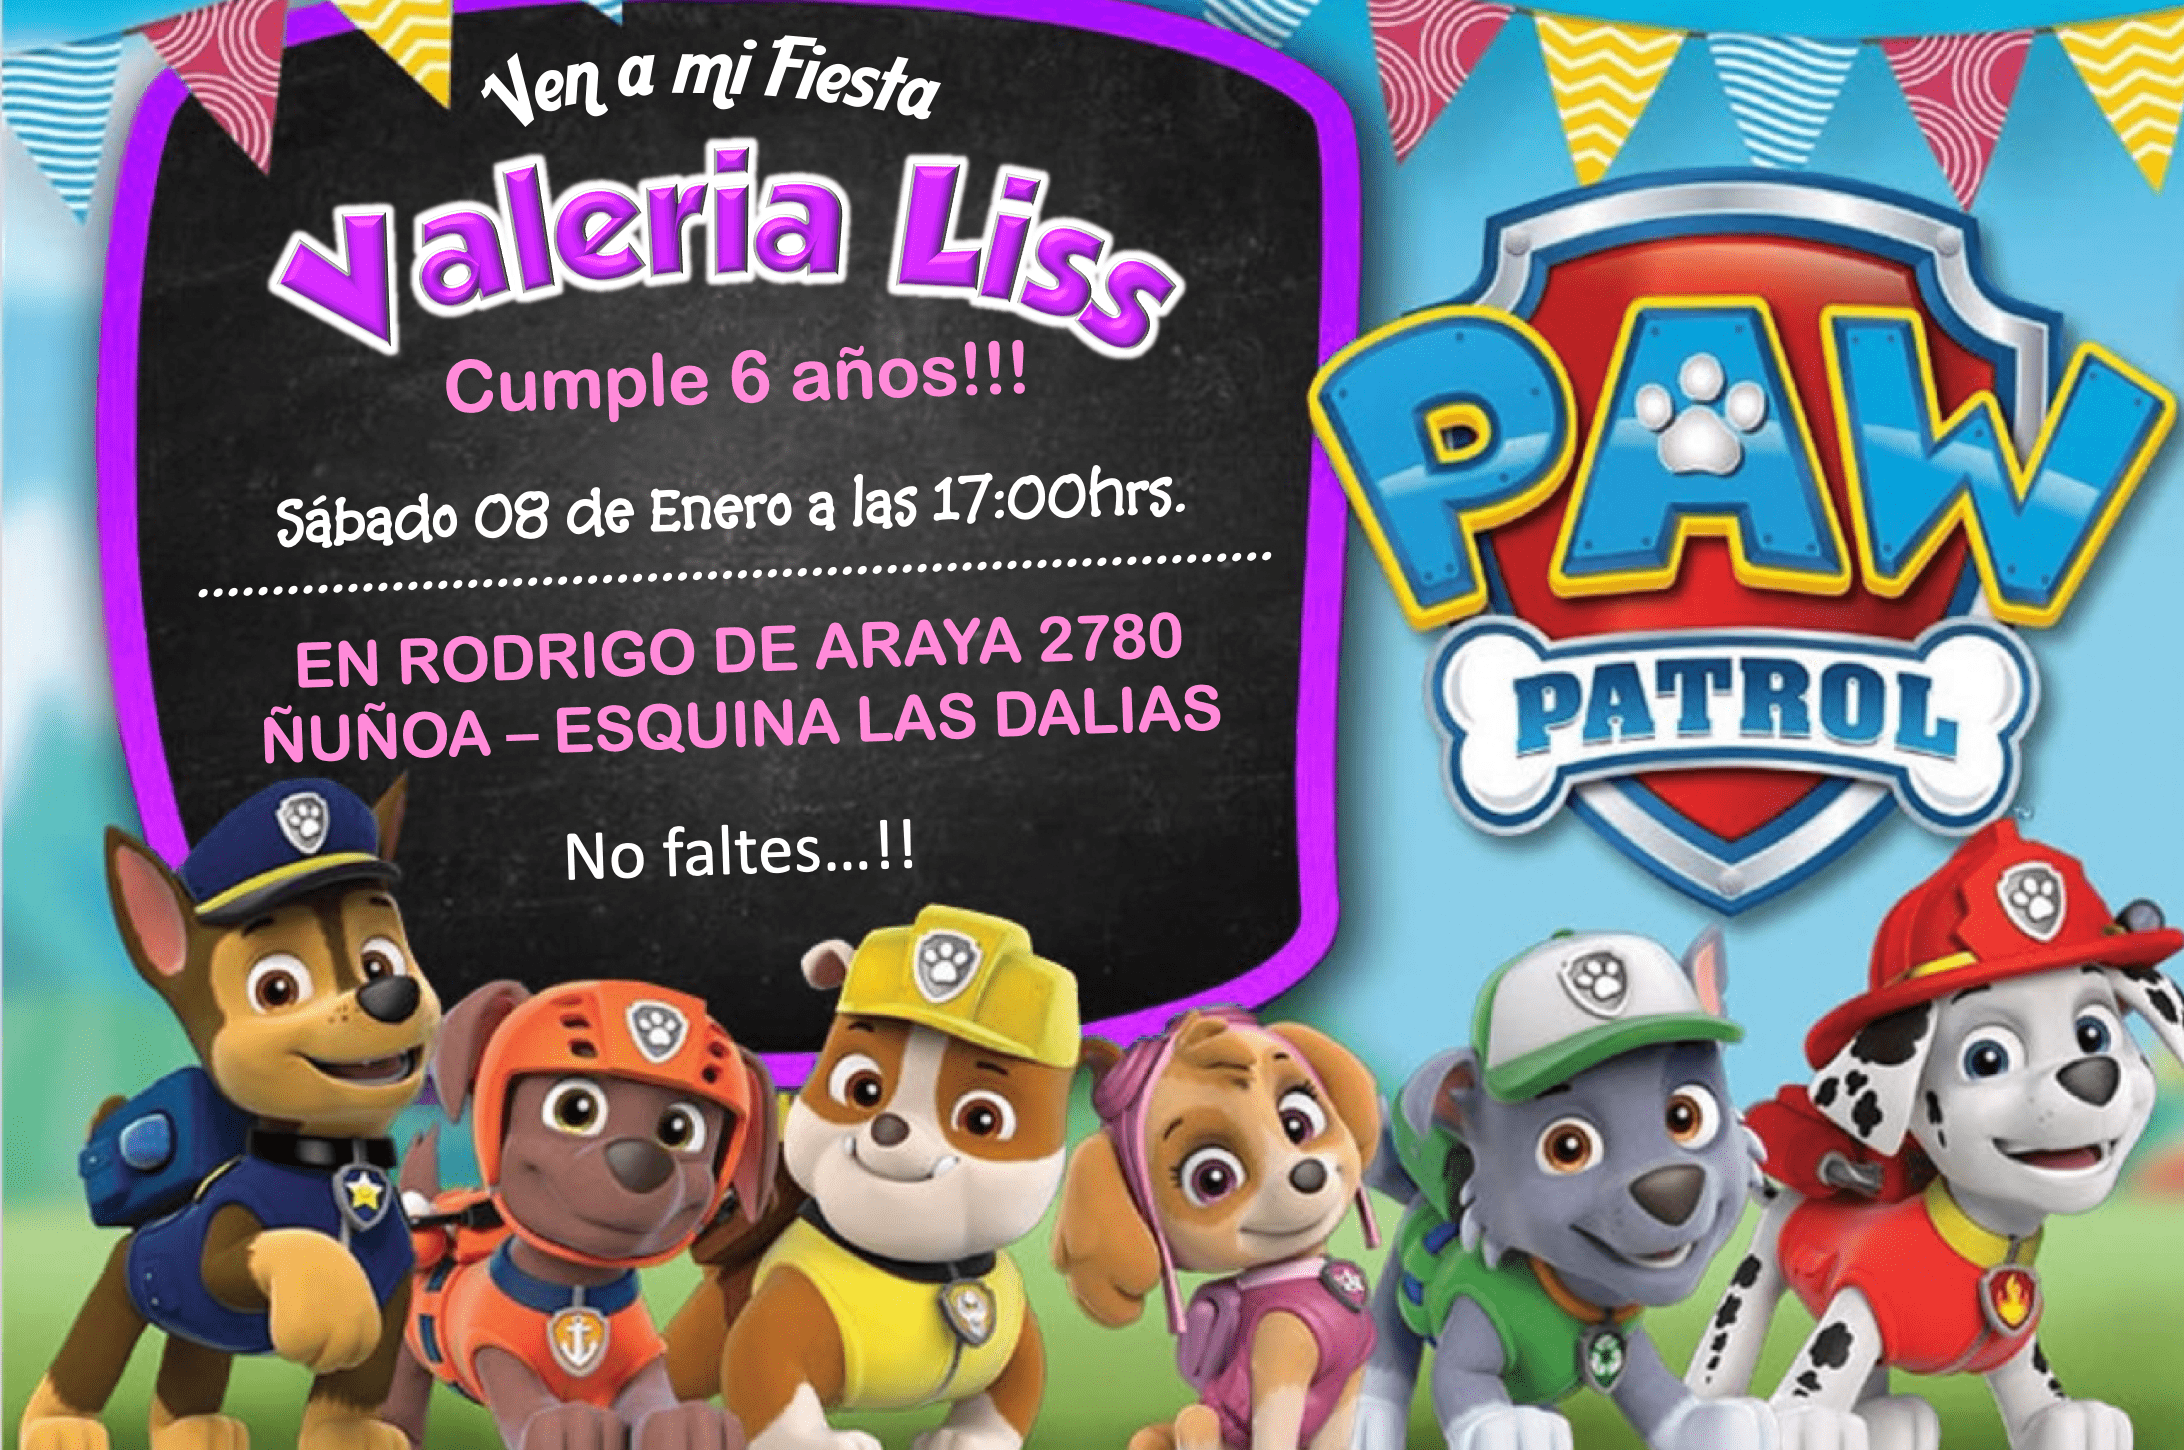 Ven a mi Fiesta
Valeria Liss
Cumple 6 años!!!
Sábado 08 de Enero a las 17:00hrs.
EN RODRIGO DE ARAYA 2780
ÑUÑOA – ESQUINA LAS DALIAS
No faltes...!!
PAW
PATROL